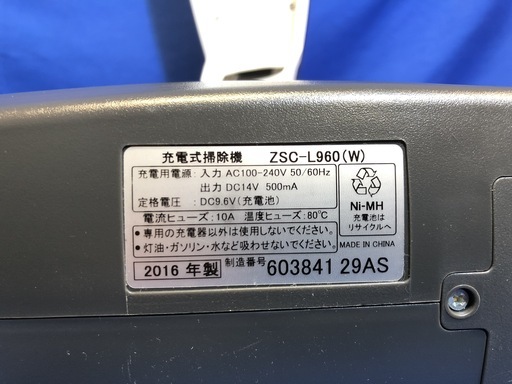 充電式掃除機 ZSC-L960(W)
充電用電源：入力 AC100-240V 50/60Hz
出力 DC14V 500mA
定格電圧 ：DC9.6V(充電池)
電流ヒューズ：10A 温度ヒューズ：80℃
●専用の充電器以外は使用しないでください。
●灯油・ガソリン・水など吸わせないでください。
2016 年製 製造番号 603841 29AS
Ni-MH
充電池は
リサイクルへ
MADE IN CHINA